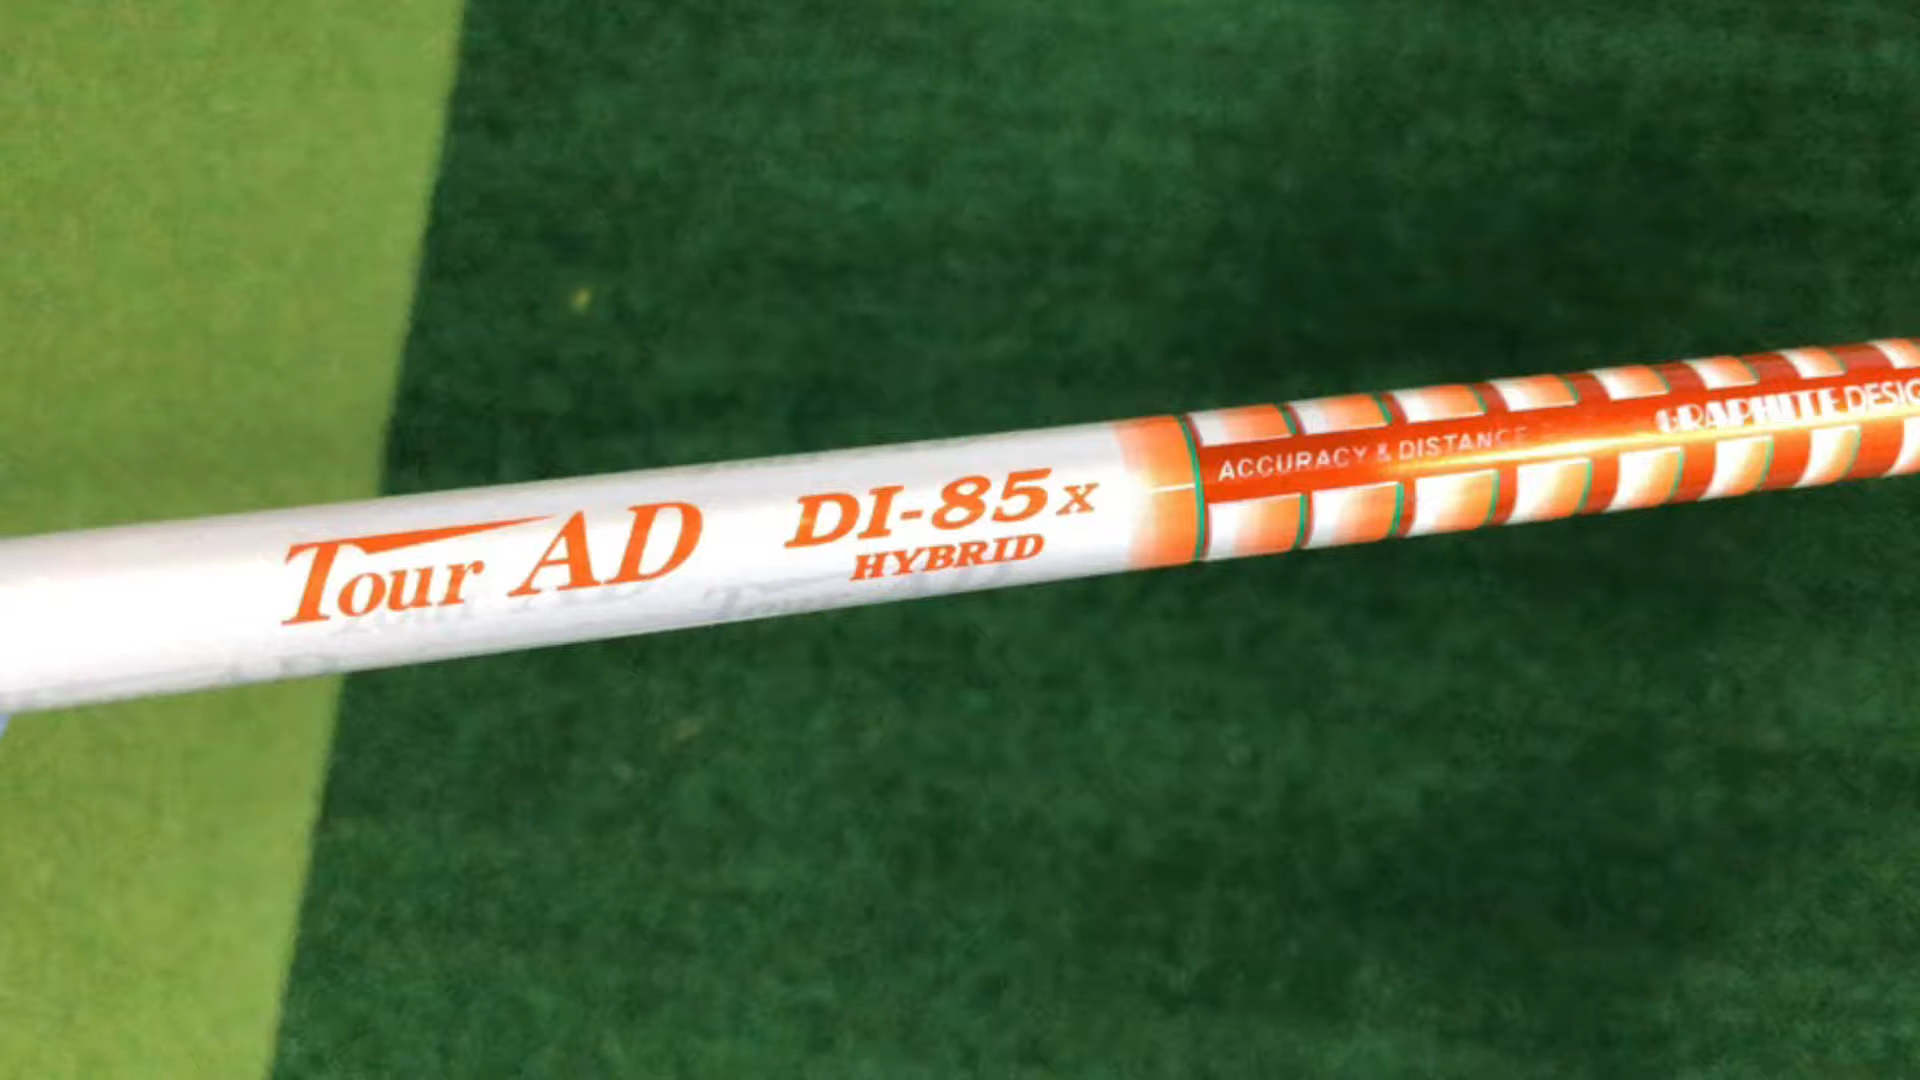 Tour AD
DI-85X
HYBRID
ACCURACY & DISTANCE
GRAPHITE DESIG